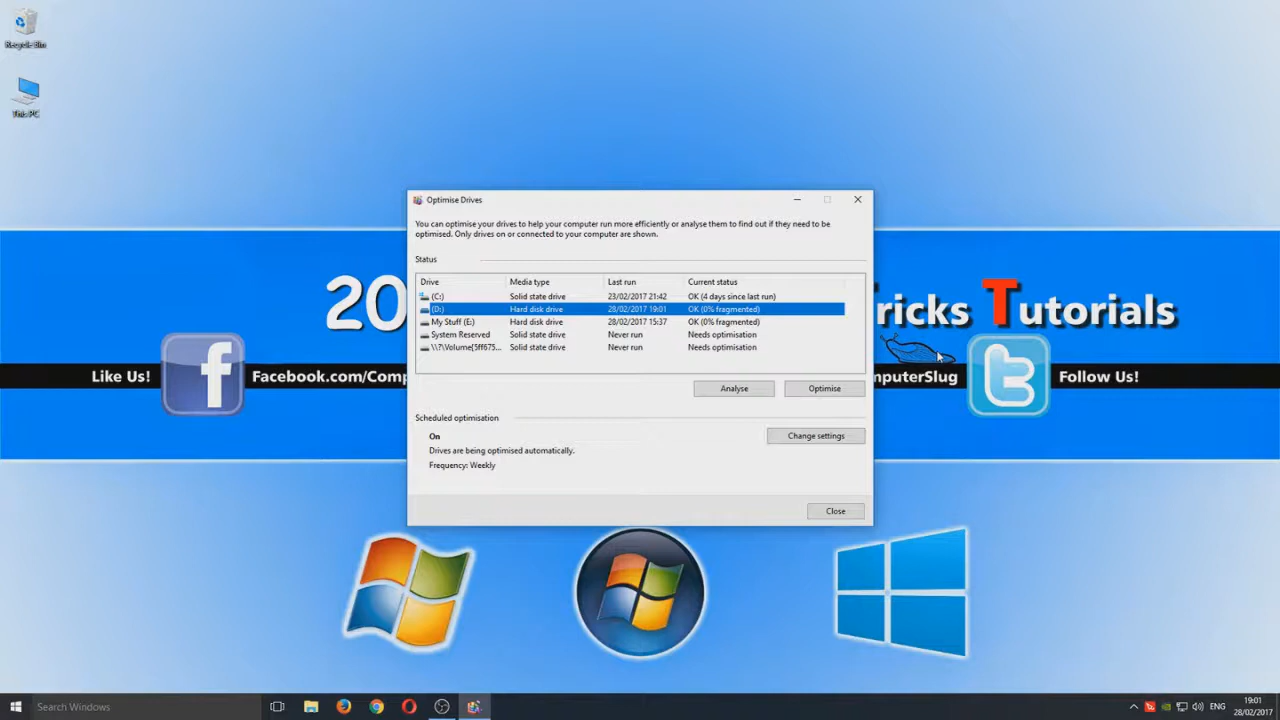 Recycle Bin
This PC
Optimise Drives
You can optimise your drives to help your computer run more efficiently or analyse them to find out if they need to be
optimised. Only drives on or connected to your computer are shown.
Status
Drive Media type Last run Current status
(C:) Solid state drive 23/02/2017 21:42 OK (4 days since last run)
(D:) Hard disk drive 28/02/2017 19:01 OK (0% fragmented)
My Stuff (E:) Hard disk drive 28/02/2017 15:37 OK (0% fragmented)
System Reserved Solid state drive Never run Needs optimisation
\\?\Volume{5ff675... Solid state drive Never run Needs optimisation
Analyse Optimise
Scheduled optimisation
On
Change settings
Drives are being optimised automatically.
Frequency: Weekly
Close
20
ricks Tutorials
Like Us!
f
Facebook.com/Comp
mputerSlug
t
Follow Us!
Search Windows
ENG
19:01
28/02/2017